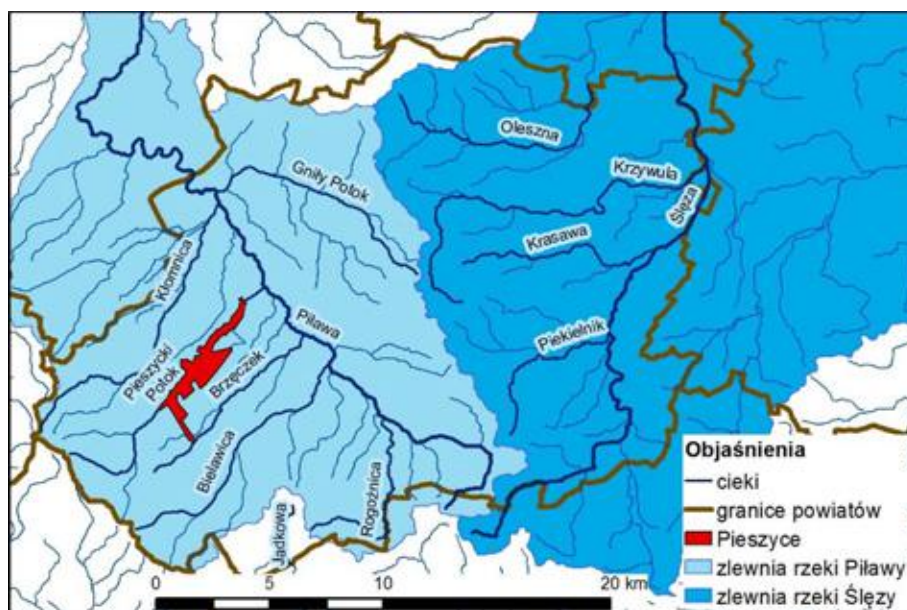 Oleszna
Krzywula
Gniły Potok
Ślęza
Krasawa
Kłomnica
Piława
Piekielnik
Pieszycki
Potok
Brzęczek
Bielawica
Rogoźnica
Jadkowa
Objaśnienia
cieki
granice powiatów
Pieszyce
zlewnia rzeki Piławy
zlewnia rzeki Ślęzy
0 5 10 20 km